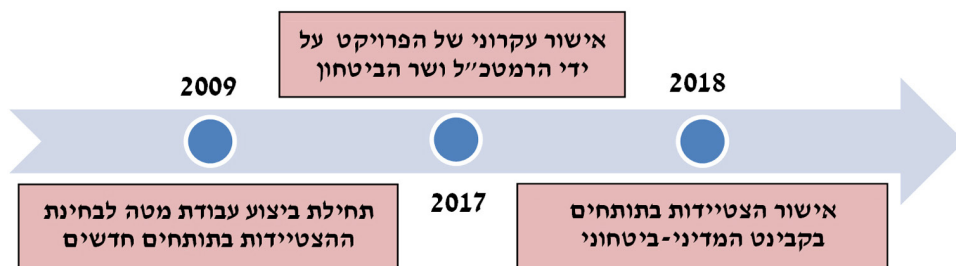 אישור עקרוני של הפרויקט על
ידי הרמטכ״ל ושר הביטחון
2009
2018
2017
תחילת ביצוע עבודת מטה לבחינת
ההצטיידות בתותחים חדשים
אישור הצטיידות בתותחים
בקבינט המדיני-ביטחוני